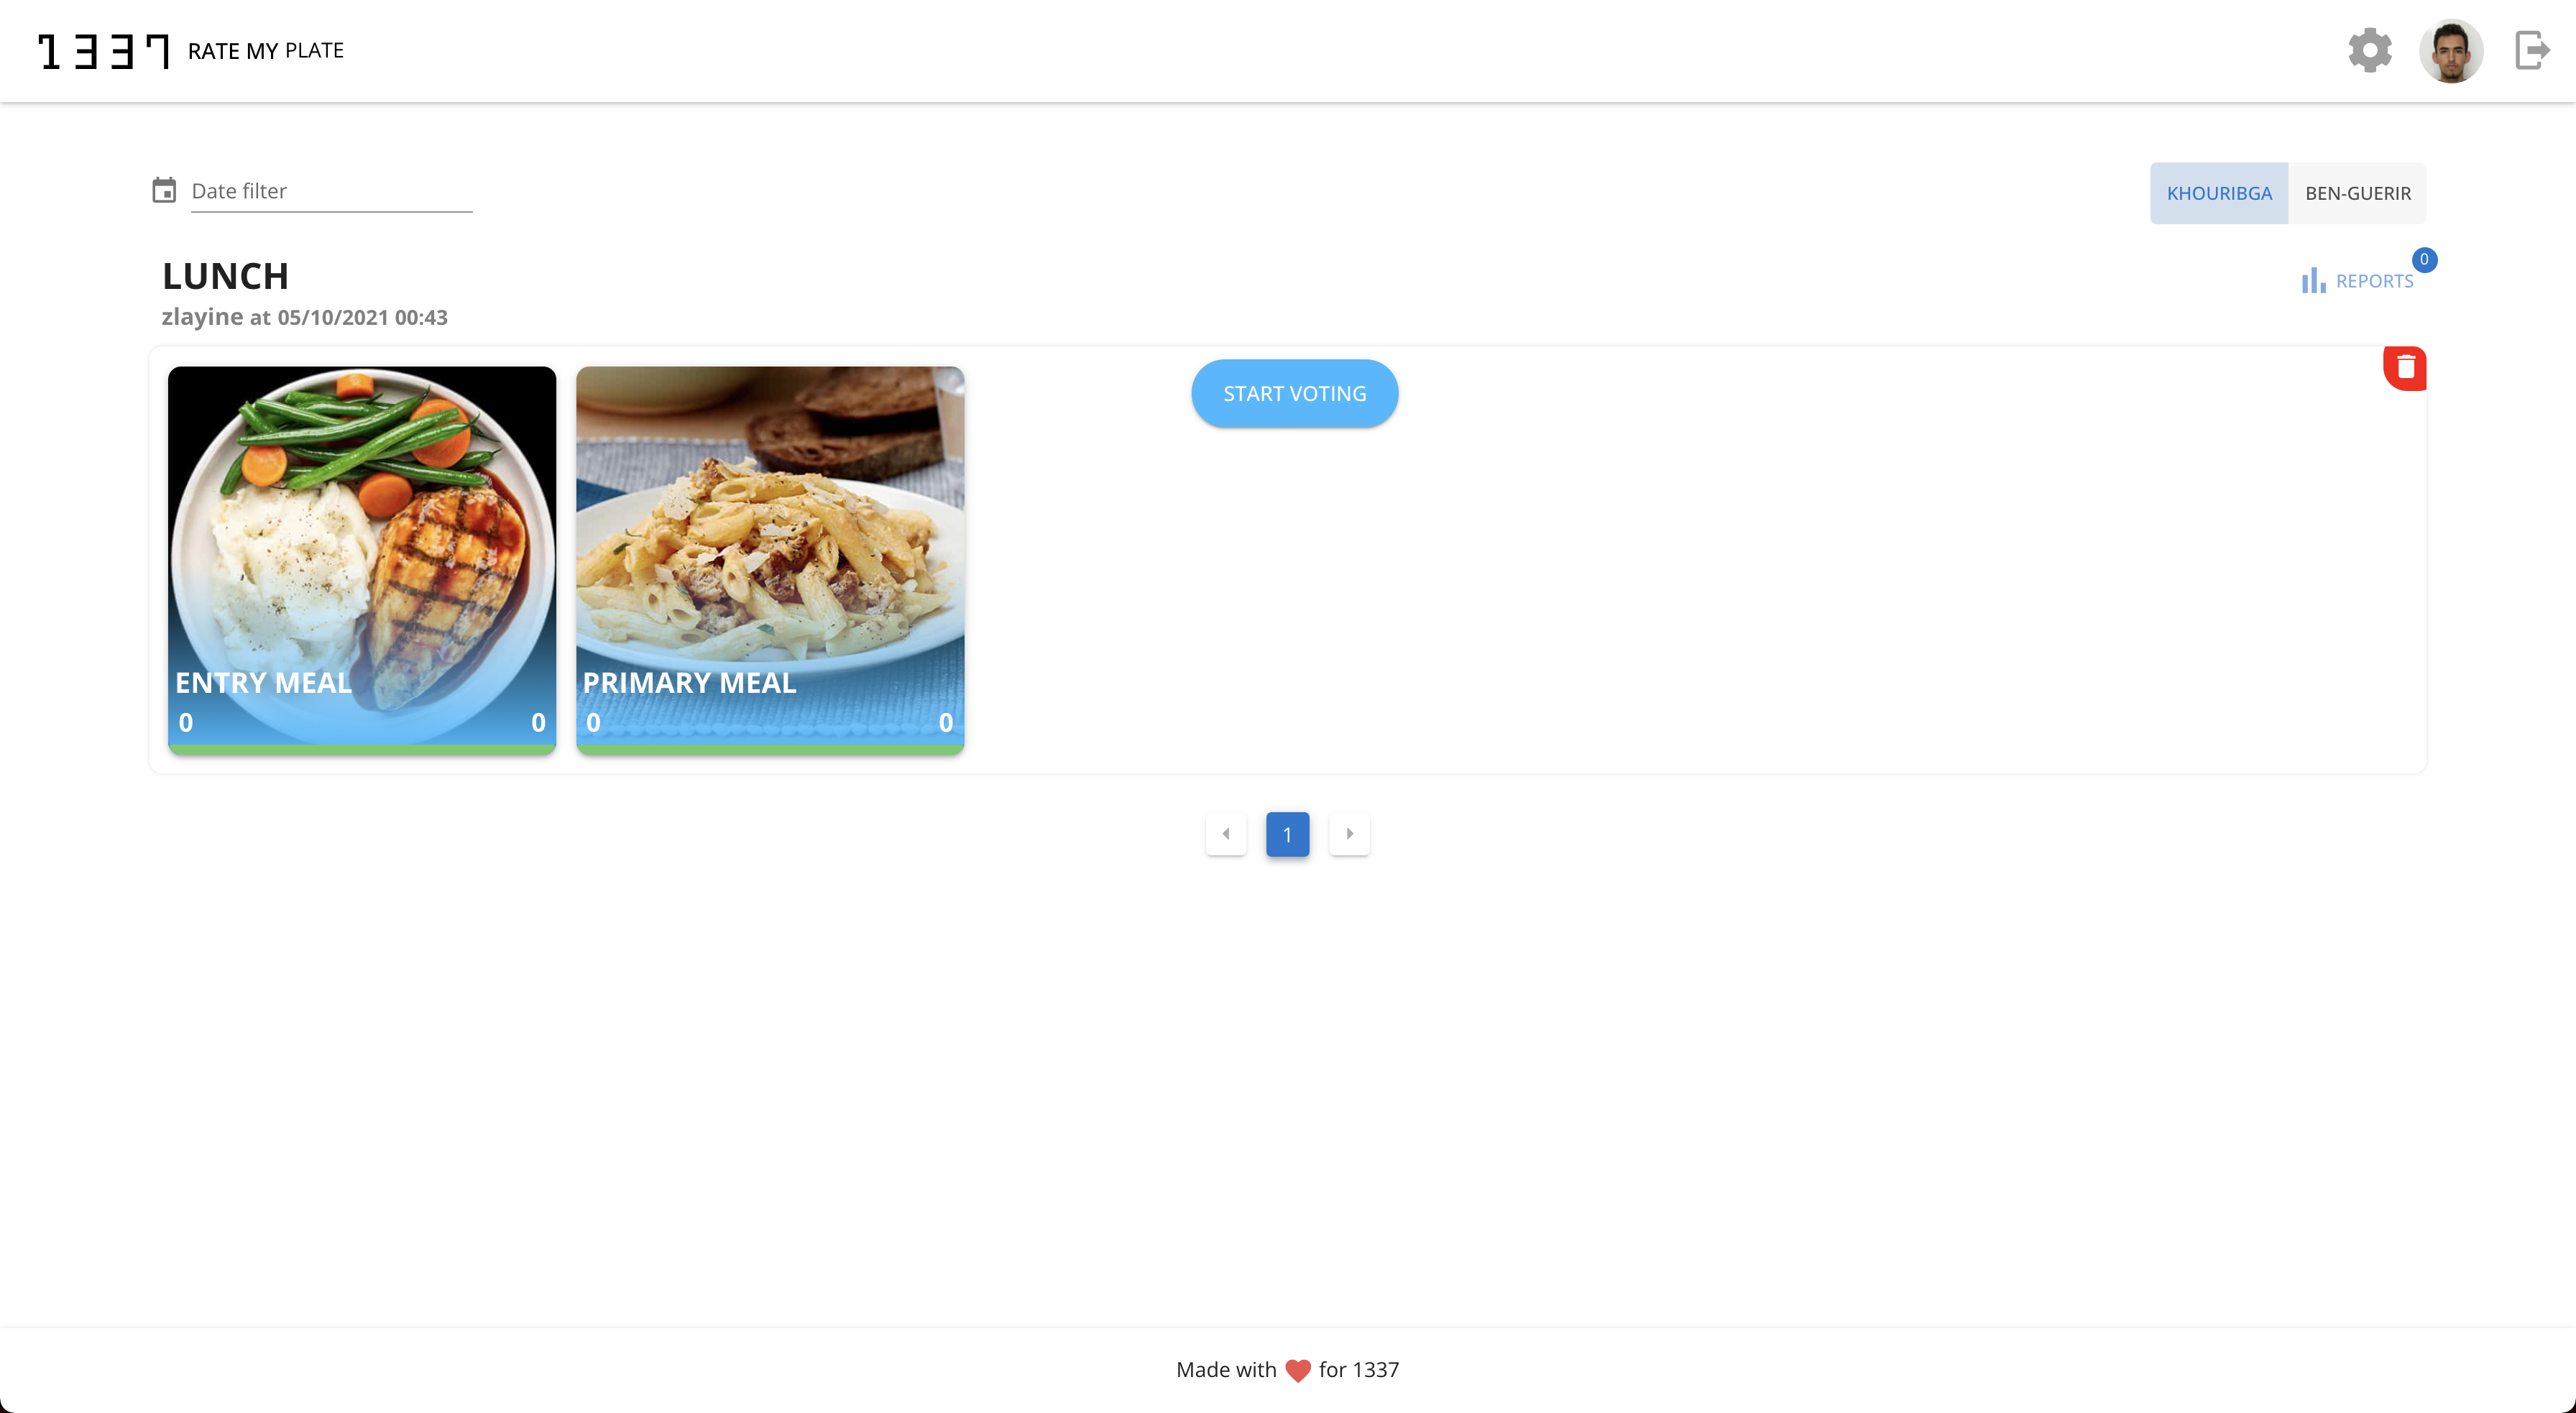 1337 RATE MY PLATE
Date filter
KHOURIBGA BEN-GUERIR
LUNCH
0
REPORTS
zlayine at 05/10/2021 00:43
START VOTING
ENTRY MEAL
0 0
PRIMARY MEAL
0 0
1
Made with ❤ for 1337